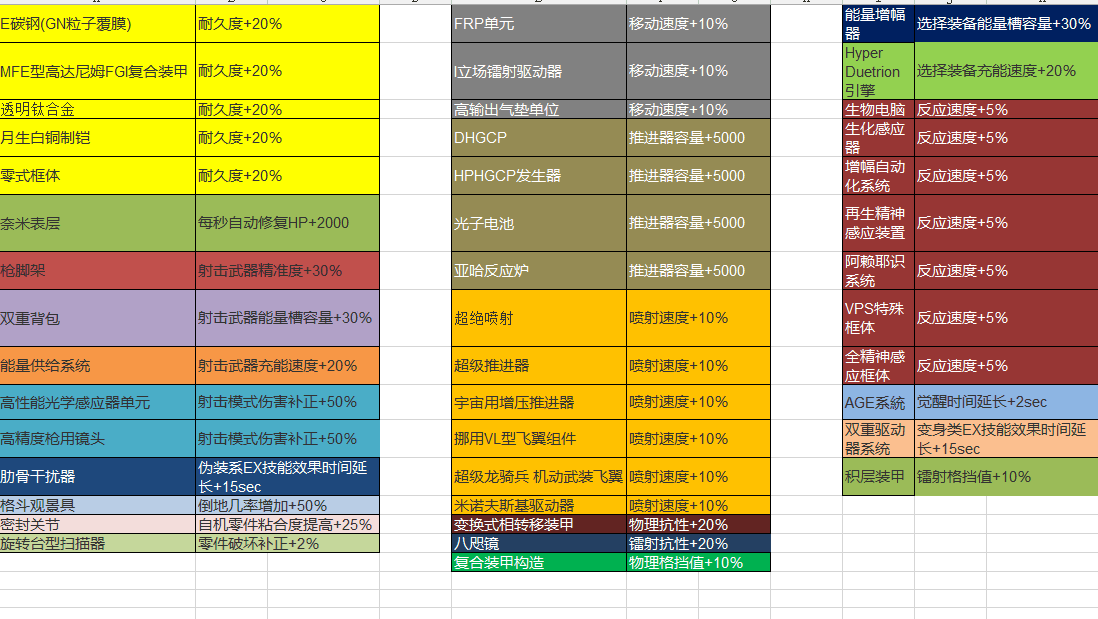 E碳钢(GN粒子覆膜)
耐久度+20%
MFE型高达尼姆FGI复合装甲
耐久度+20%
透明钛合金
耐久度+20%
月生白铜制铠
耐久度+20%
零式框体
耐久度+20%
奈米表层
每秒自动修复HP+2000
枪脚架
射击武器精准度+30%
双重背包
射击武器能量槽容量+30%
能量供给系统
射击武器充能速度+20%
高性能光学感应器单元
射击模式伤害补正+50%
高精度枪用镜头
射击模式伤害补正+50%
肋骨干扰器
伪装系EX技能效果时间延
长+15sec
格斗观景具
倒地几率增加+50%
密封关节
自机零件粘合度提高+25%
旋转台型扫描器
零件破坏补正+2%
FRP单元
移动速度+10%
I立场镭射驱动器
移动速度+10%
高输出气垫单位
移动速度+10%
DHGCP
推进器容量+5000
HPHGCP发生器
推进器容量+5000
光子电池
推进器容量+5000
亚哈反应炉
推进器容量+5000
超绝喷射
喷射速度+10%
超级推进器
喷射速度+10%
宇宙用增压推进器
喷射速度+10%
挪用VL型飞翼组件
喷射速度+10%
超级龙骑兵 机动武装飞翼
喷射速度+10%
米诺夫斯基驱动器
喷射速度+10%
变换式相转移装甲
物理抗性+20%
八咫镜
镭射抗性+20%
复合装甲构造
物理格挡值+10%
能量增幅
器
选择装备能量槽容量+30%
Hyper
Duetrion
引擎
选择装备充能速度+20%
生物电脑
反应速度+5%
生化感应
器
反应速度+5%
增幅自动
化系统
反应速度+5%
再生精神
感应装置
反应速度+5%
阿赖耶识
系统
反应速度+5%
VPS特殊
框体
反应速度+5%
全精神感
应框体
反应速度+5%
AGE系統
觉醒时间延长+2sec
双重驱动
器系统
变身类EX技能效果时间延
长+15sec
积层装甲
镭射格挡值+10%